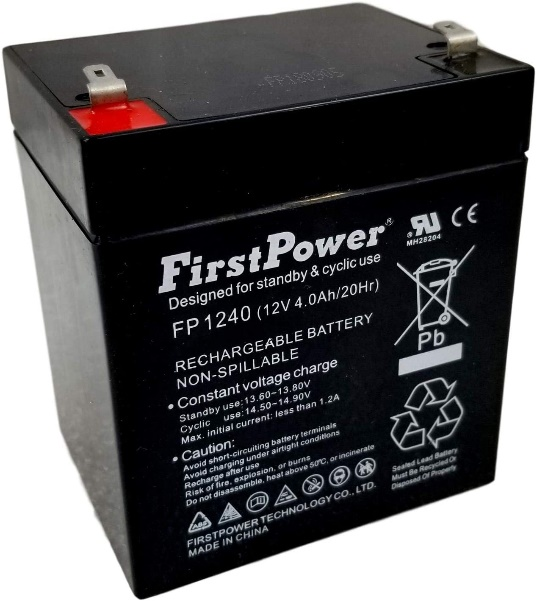 FP180905
FirstPower®
Designed for standby & cyclic use
FP1240 (12V 4.0Ah/20Hr)
RECHARGEABLE BATTERY
NON-SPILLABLE
• Constant voltage charge
Standby use:13.60~13.80V
Cyclic use:14.50~14.90V
Max. initial current: less than 1.2A
• Caution:
Avoid short-circuiting battery terminals
Avoid charging under airtight conditions
Recharge after use
Risk of fire, explosion, or burns
Do not disassemble, heat above 50°C, or incinerate
ABS
FIRSTPOWER TECHNOLOGY CO., LTD.
MADE IN CHINA
MH28204
CE
Pb
Sealed Lead Battery
Must Be Recycled Or
Disposed Of Properly